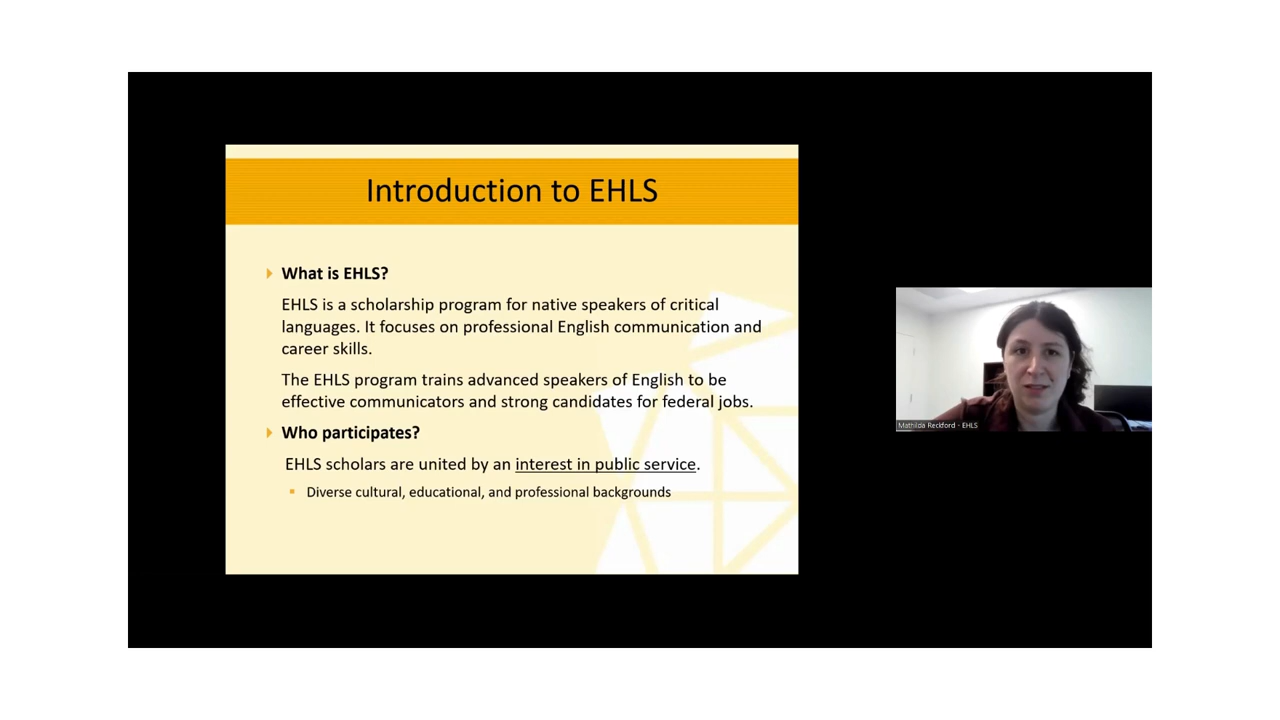 Introduction to EHLS
What is EHLS?
EHLS is a scholarship program for native speakers of critical
languages. It focuses on professional English communication and
career skills.
The EHLS program trains advanced speakers of English to be
effective communicators and strong candidates for federal jobs.
Who participates?
EHLS scholars are united by an interest in public service.
Diverse cultural, educational, and professional backgrounds
Mathilda Reckford - EHLS